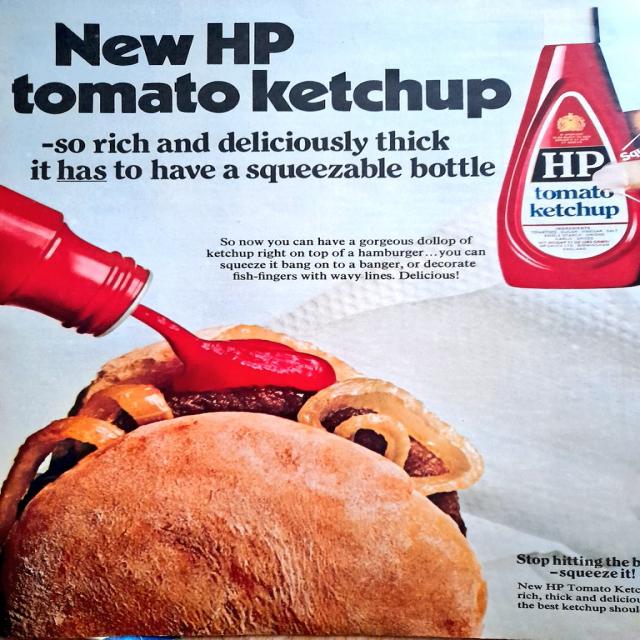 New HP
tomato ketchup
-so rich and deliciously thick
it has to have a squeezable bottle
HP
tomato
ketchup
INGREDIENTS
So now you can have a gorgeous dollop of
ketchup right on top of a hamburger...you can
squeeze it bang on to a banger, or decorate
fish-fingers with wavy lines. Delicious!
Stop hitting the b
-squeeze it!
New HP Tomato Ketc
rich, thick and deliciou
the best ketchup shoul